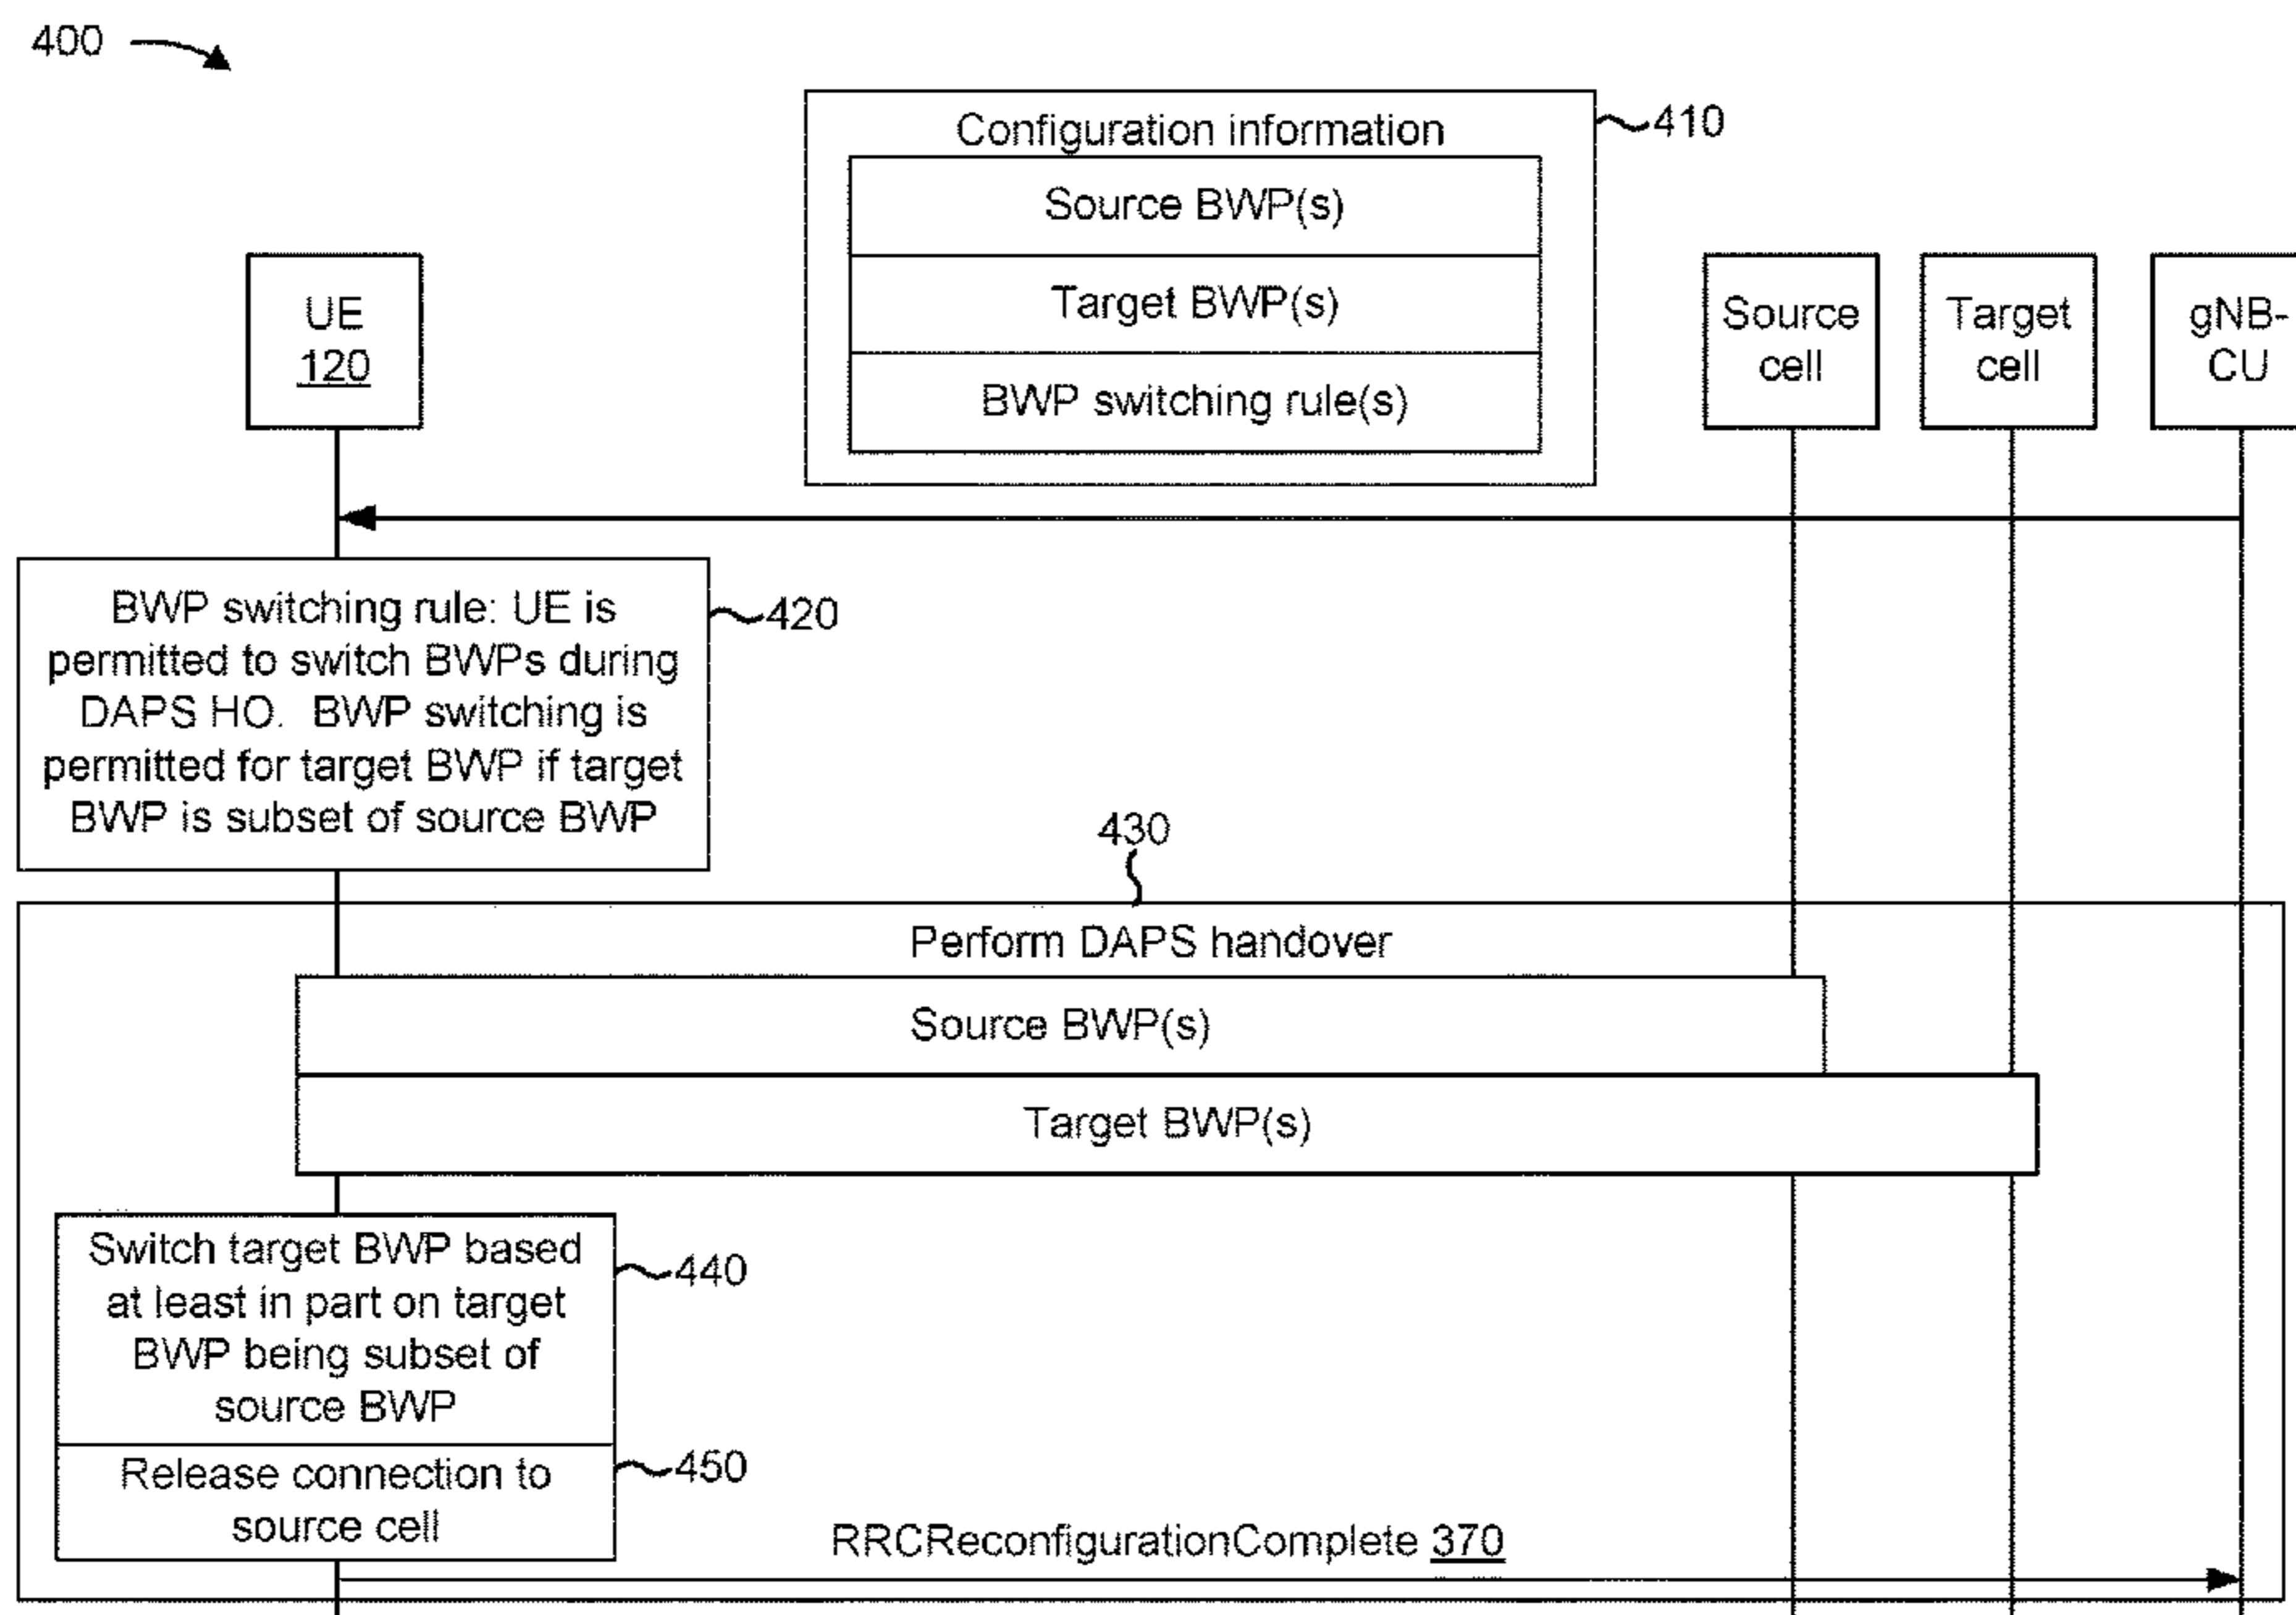 400
Configuration information
410
Source BWP(s)
Target BWP(s)
BWP switching rule(s)
UE
120
Source
cell
Target
cell
gNB-
CU
BWP switching rule: UE is
permitted to switch BWPs during
DAPS HO. BWP switching is
permitted for target BWP if target
BWP is subset of source BWP
420
430
Perform DAPS handover
Source BWP(s)
Target BWP(s)
Switch target BWP based
at least in part on target
BWP being subset of
source BWP
440
Release connection to
source cell
450
RRCReconfigurationComplete 370